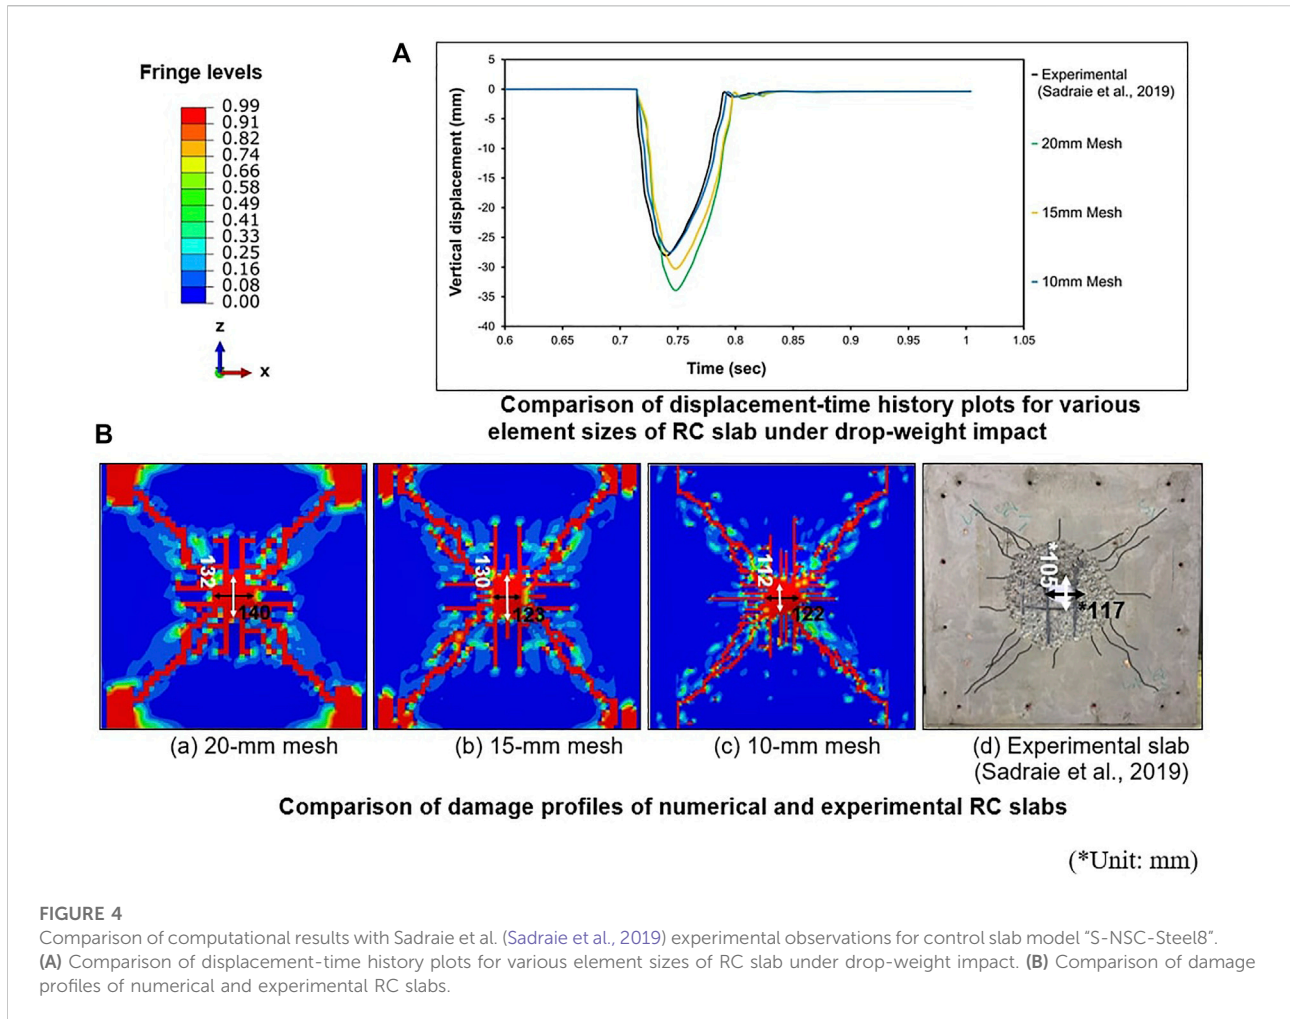 A
Fringe levels
0.99
0.91
0.82
0.74
0.66
0.58
0.49
0.41
0.33
0.25
0.16
0.08
0.00
z
x
Vertical displacement (mm)
5
0
-5
-10
-15
-20
-25
-30
-35
-40
0.6 0.65 0.7 0.75 0.8 0.85 0.9 0.95 1 1.05
Time (sec)
Experimental
(Sadraie et al., 2019)
20mm Mesh
15mm Mesh
10mm Mesh
Comparison of displacement-time history plots for various
element sizes of RC slab under drop-weight impact
B
132
140
130
123
112
122
*105
*117
(a) 20-mm mesh
(b) 15-mm mesh
(c) 10-mm mesh
(d) Experimental slab
(Sadraie et al., 2019)
Comparison of damage profiles of numerical and experimental RC slabs
(*Unit: mm)
FIGURE 4
Comparison of computational results with Sadraie et al. (Sadraie et al., 2019) experimental observations for control slab model “S-NSC-Steel8”.
(A) Comparison of displacement-time history plots for various element sizes of RC slab under drop-weight impact. (B) Comparison of damage
profiles of numerical and experimental RC slabs.